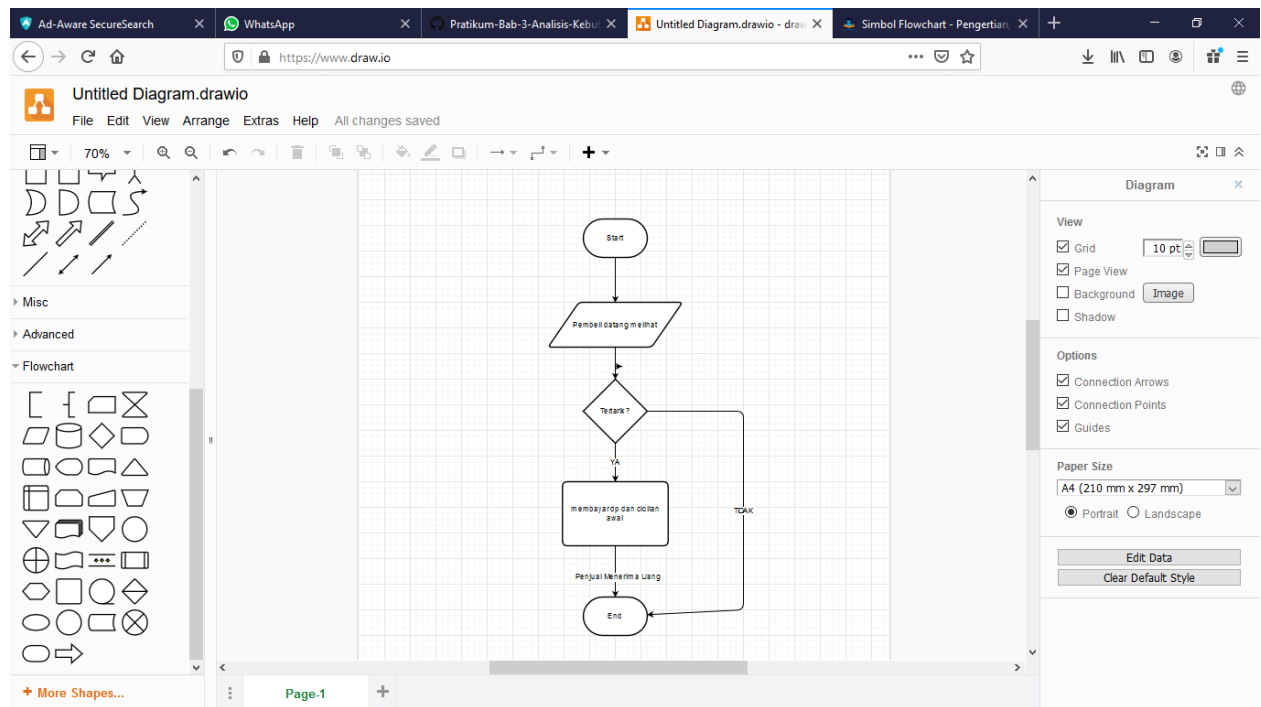 Ad-Aware SecureSearch
WhatsApp
Pratikum-Bab-3-Analisis-Kebut
Untitled Diagram.drawio - draw
Simbol Flowchart - Pengertian,
https://www.draw.io
Untitled Diagram.drawio
File Edit View Arrange Extras Help All changes saved
70%
Misc
Advanced
Flowchart
+ More Shapes...
Start
Pembeli datang melihat
Tertarik ?
YA
membayar dp dan cicilan
awal
TIDAK
Penjual Menerima Uang
End
Page-1
Diagram
View
Grid 10 pt
Page View
Background Image
Shadow
Options
Connection Arrows
Connection Points
Guides
Paper Size
A4 (210 mm x 297 mm)
Portrait Landscape
Edit Data
Clear Default Style